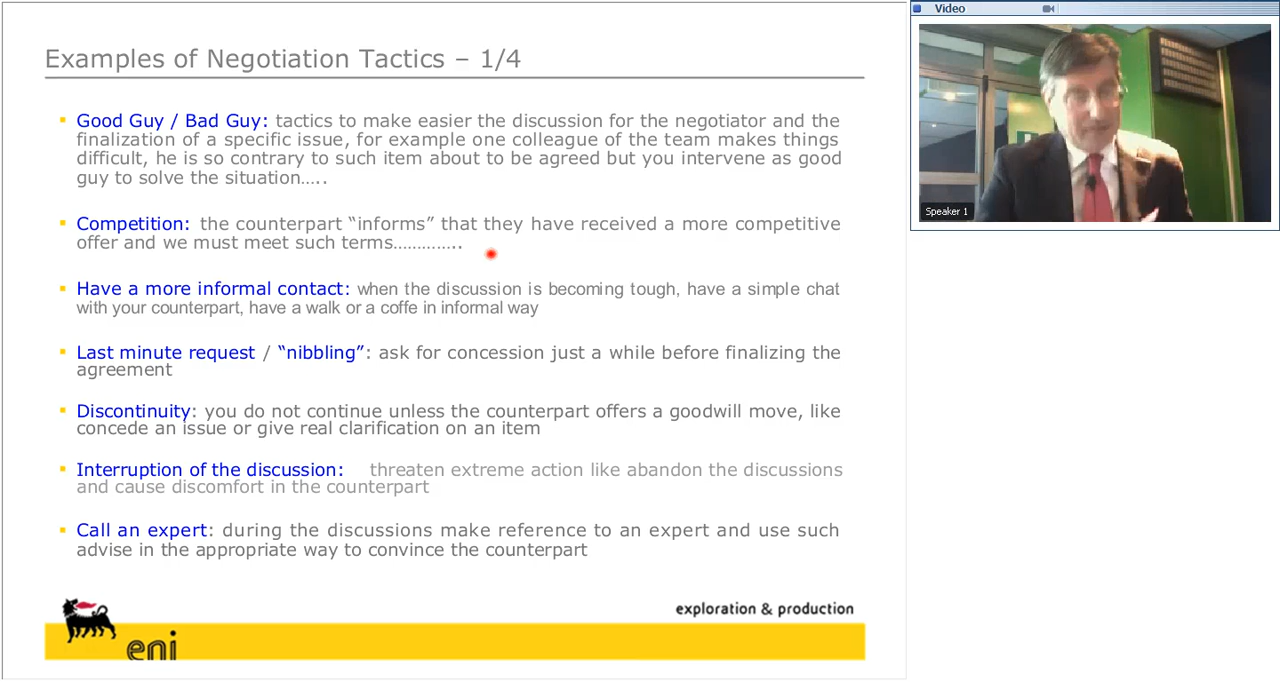 Examples of Negotiation Tactics – 1/4
Good Guy / Bad Guy: tactics to make easier the discussion for the negotiator and the
finalization of a specific issue, for example one colleague of the team makes things
difficult, he is so contrary to such item about to be agreed but you intervene as good
guy to solve the situation…..
Competition: the counterpart “informs” that they have received a more competitive
offer and we must meet such terms…………..
Have a more informal contact: when the discussion is becoming tough, have a simple chat
with your counterpart, have a walk or a coffe in informal way
Last minute request / “nibbling”: ask for concession just a while before finalizing the
agreement
Discontinuity: you do not continue unless the counterpart offers a goodwill move, like
concede an issue or give real clarification on an item
Interruption of the discussion: threaten extreme action like abandon the discussions
and cause discomfort in the counterpart
Call an expert: during the discussions make reference to an expert and use such
advise in the appropriate way to convince the counterpart
exploration & production
eni
Video
Speaker 1